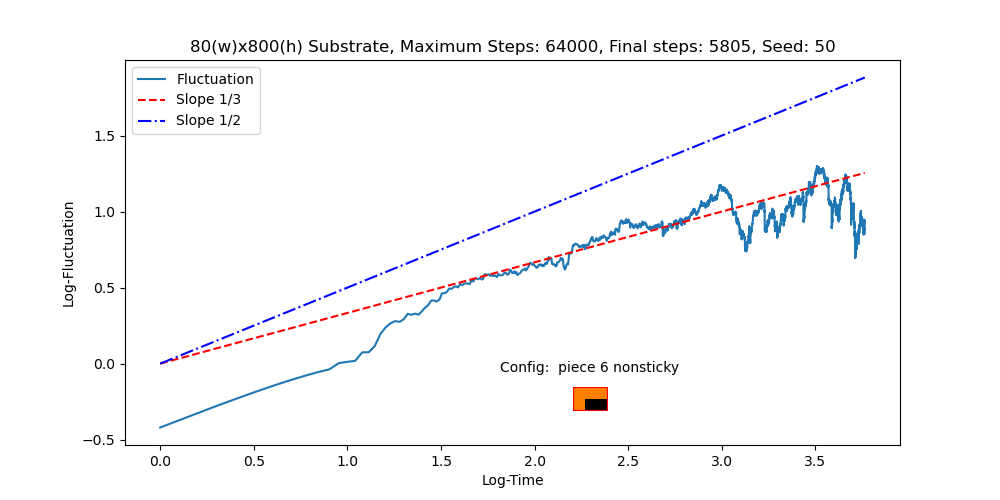 80(w)x800(h) Substrate, Maximum Steps: 64000, Final steps: 5805, Seed: 50
Fluctuation
Slope 1/3
Slope 1/2
1.5
1.0
0.5
0.0
−0.5
Log-Fluctuation
Config:  piece 6 nonsticky
0.0 0.5 1.0 1.5 2.0 2.5 3.0 3.5
Log-Time